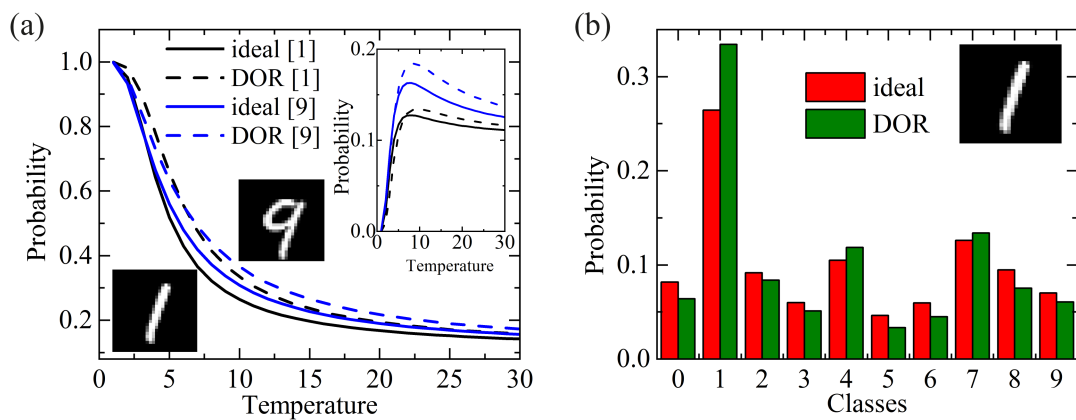 (a)
Probability
1.0
0.8
0.6
0.4
0.2
0
5
10
15
20
25
30
Temperature
ideal [1]
DOR [1]
ideal [9]
DOR [9]
Probability
0.2
0.1
0.0
0
10
20
30
Temperature
9
1
(b)
Probability
0.3
0.2
0.1
0.0
0
1
2
3
4
5
6
7
8
9
Classes
ideal
DOR
1